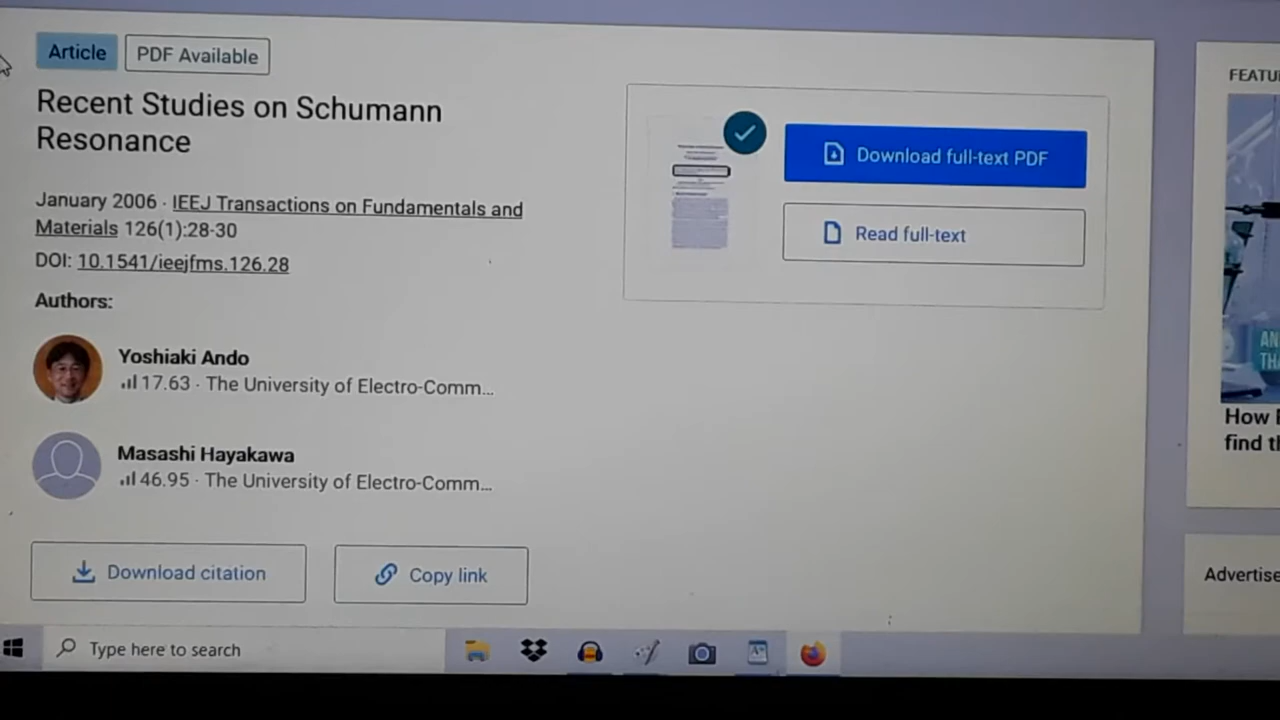 Article
PDF Available
Recent Studies on Schumann
Resonance
January 2006 · IEEJ Transactions on Fundamentals and
Materials 126(1):28-30
DOI: 10.1541/ieejfms.126.28
Authors:
Yoshiaki Ando
17.63 · The University of Electro-Comm...
Masashi Hayakawa
46.95 · The University of Electro-Comm...
Download citation
Copy link
Download full-text PDF
Read full-text
FEATU
AN
TH
How
find th
Advertise
Type here to search